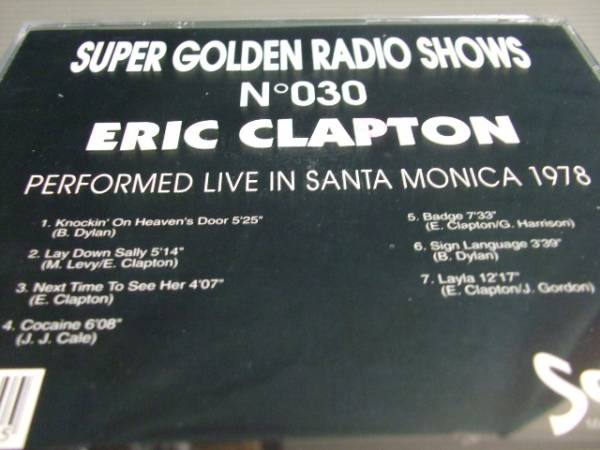 SUPER GOLDEN RADIO SHOWS
N°030
ERIC CLAPTON
PERFORMED LIVE IN SANTA MONICA 1978
1. Knockin' On Heaven's Door 5'25"
(B. Dylan)
2. Lay Down Sally 5'14"
(M. Levy/E. Clapton)
3. Next Time To See Her 4'07"
(E. Clapton)
4. Cocaine 6'08"
(J. J. Cale)
5. Badge 7'33"
(E. Clapton/G. Harrison)
6. Sign Language 3'39"
(B. Dylan)
7. Layla 12'17"
(E. Clapton/J. Gordon)
5